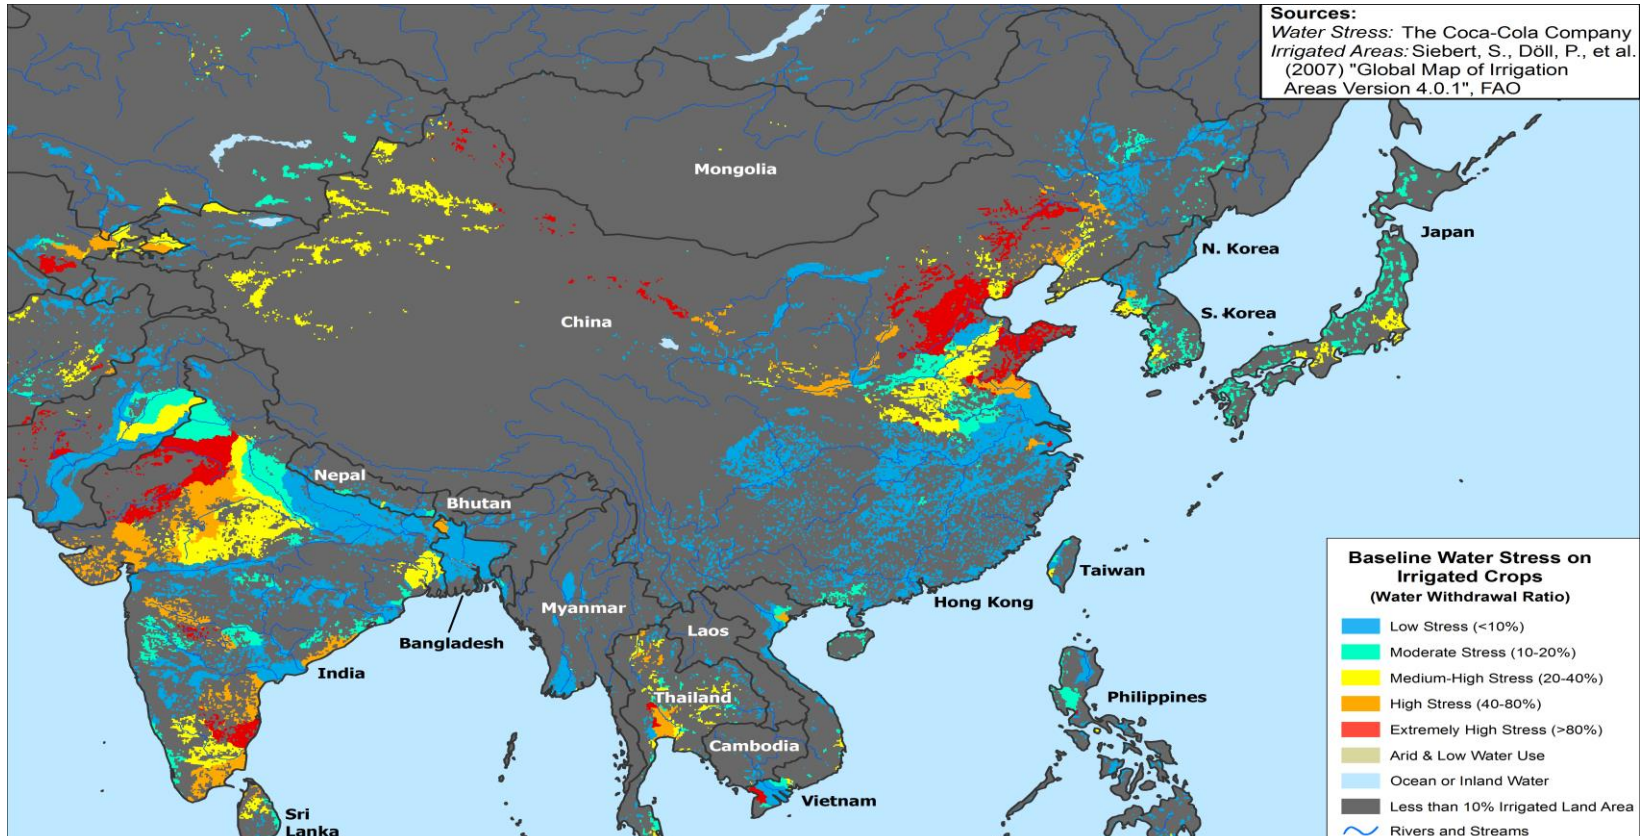 Sources:
Water Stress: The Coca-Cola Company
Irrigated Areas: Siebert, S., Döll, P., et al.
(2007) "Global Map of Irrigation
Areas Version 4.0.1", FAO
Mongolia
Japan
N. Korea
S. Korea
China
Nepal
Bhutan
Taiwan
Hong Kong
Myanmar
Laos
Bangladesh
India
Thailand
Philippines
Cambodia
Vietnam
Sri
Lanka
Baseline Water Stress on
Irrigated Crops
(Water Withdrawal Ratio)
Low Stress (<10%)
Moderate Stress (10-20%)
Medium-High Stress (20-40%)
High Stress (40-80%)
Extremely High Stress (>80%)
Arid & Low Water Use
Ocean or Inland Water
Less than 10% Irrigated Land Area
Rivers and Streams